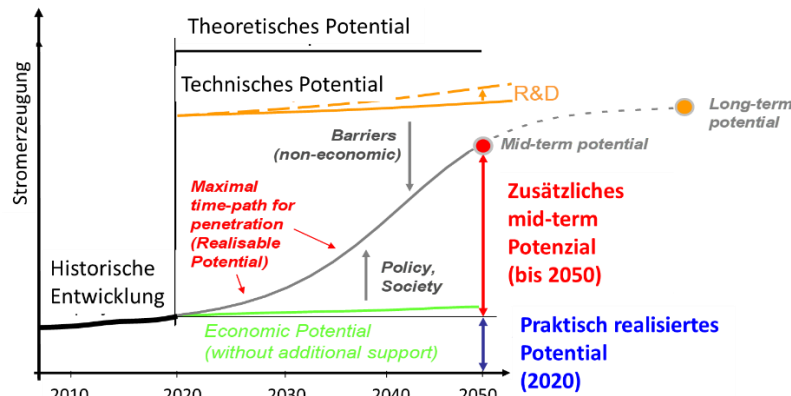 Theoretisches Potential
Technisches Potential
R&D
Long-term
potential
Barriers
(non-economic)
Mid-term potential
Stromerzeugung
Maximal
time-path for
penetration
(Realisable
Potential)
Zusätzliches
mid-term
Potenzial
(bis 2050)
Historische
Entwicklung
Policy,
Society
Economic Potential
(without additional support)
Praktisch realisiertes
Potential
(2020)
2010 2020 2030 2040 2050